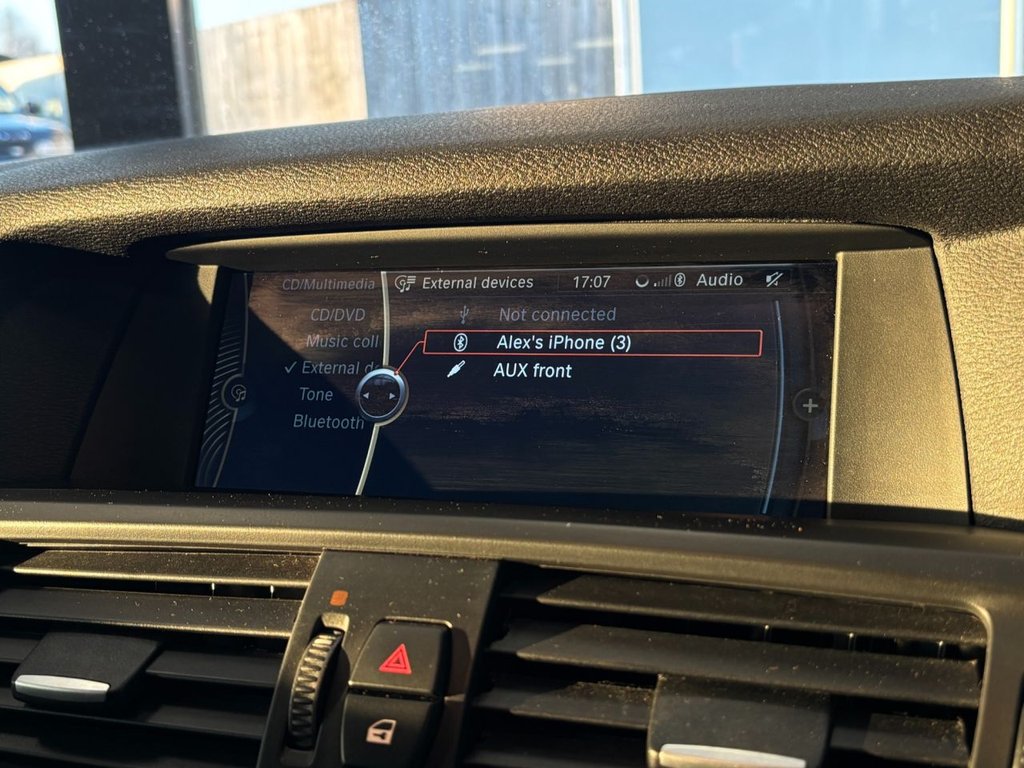 CD/Multimedia
External devices 17:07 Audio
CD/DVD
Music coll
External d
Tone
Bluetooth
Not connected
Alex's iPhone (3)
AUX front